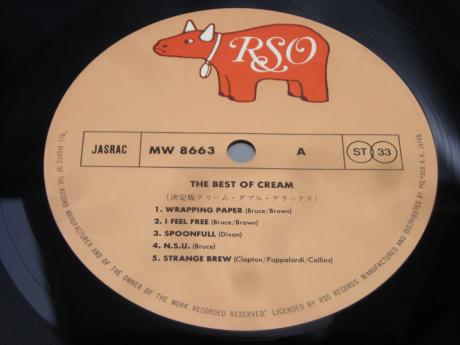 RSO
JASRAC
MW 8663
A
ST 33
THE BEST OF CREAM
(決定版クリーム・ダブル・デラックス)
1. WRAPPING PAPER (Bruce/Brown)
2. I FEEL FREE (Bruce/Brown)
3. SPOONFULL (Dixon)
4. N.S.U. (Bruce)
5. STRANGE BREW (Clapton/Pappalardi/Collins)
"ALL RIGHTS OF THE RECORD MANUFACTURER AND OF THE OWNER OF THE WORK RECORDED RESERVED". LICENSED BY RSO RECORDS. MANUFACTURED AND DISTRIBUTED BY POLYDOR K.K. JAPAN.